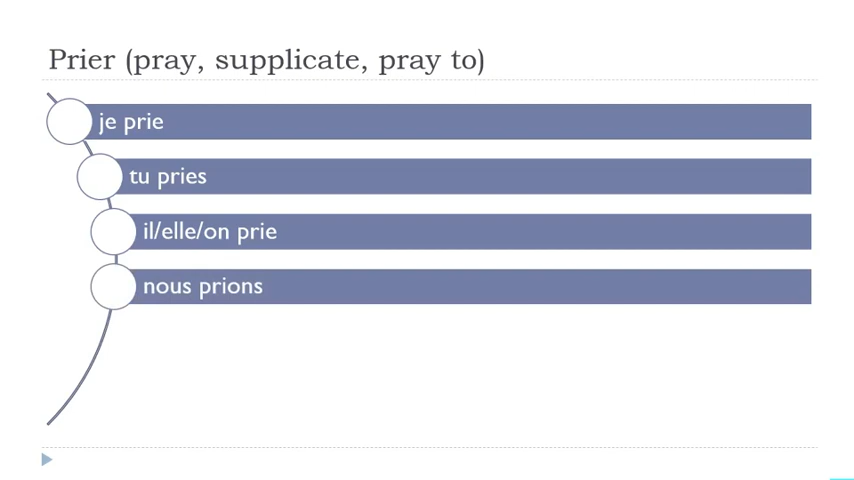 Prier (pray, supplicate, pray to)
je prie
tu pries
il/elle/on prie
nous prions